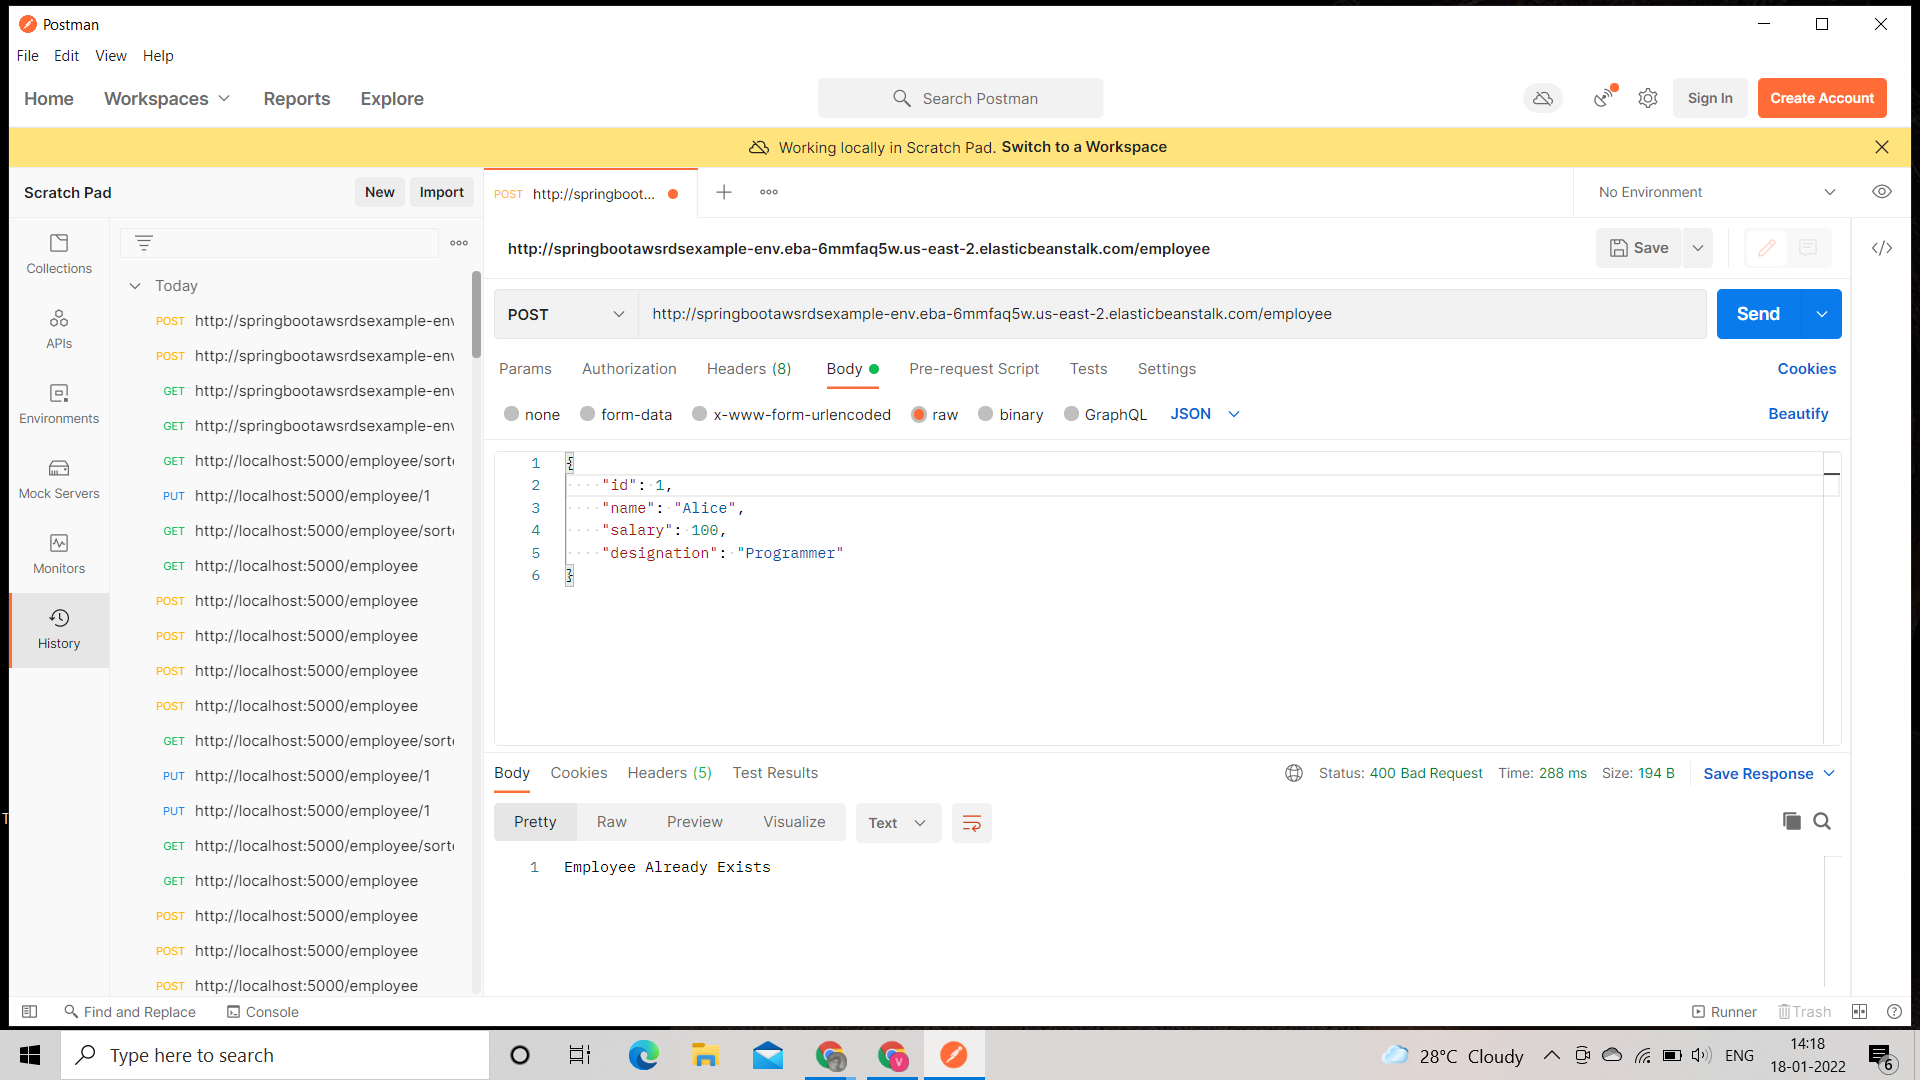 Postman
File Edit View Help
Home Workspaces Reports Explore Search Postman Sign In Create Account
Working locally in Scratch Pad. Switch to a Workspace
Scratch Pad New Import POST http://springboot... No Environment
http://springbootawsrdsexample-env.eba-6mmfaq5w.us-east-2.elasticbeanstalk.com/employee Save
Collections
APIs
Environments
Mock Servers
Monitors
History
Today
POST http://springbootawsrdsexample-env
POST http://springbootawsrdsexample-env
GET http://springbootawsrdsexample-env
GET http://springbootawsrdsexample-env
GET http://localhost:5000/employee/sorte
PUT http://localhost:5000/employee/1
GET http://localhost:5000/employee/sorte
GET http://localhost:5000/employee
POST http://localhost:5000/employee
POST http://localhost:5000/employee
POST http://localhost:5000/employee
POST http://localhost:5000/employee
GET http://localhost:5000/employee/sorte
PUT http://localhost:5000/employee/1
PUT http://localhost:5000/employee/1
GET http://localhost:5000/employee/sorte
GET http://localhost:5000/employee
POST http://localhost:5000/employee
POST http://localhost:5000/employee
POST http://localhost:5000/employee
POST http://springbootawsrdsexample-env.eba-6mmfaq5w.us-east-2.elasticbeanstalk.com/employee Send
Params Authorization Headers (8) Body Pre-request Script Tests Settings Cookies
none form-data x-www-form-urlencoded raw binary GraphQL JSON Beautify
1 {
2 "id": 1,
3 "name": "Alice",
4 "salary": 100,
5 "designation": "Programmer"
6 }
Body Cookies Headers (5) Test Results Status: 400 Bad Request Time: 288 ms Size: 194 B Save Response
Pretty Raw Preview Visualize Text
1 Employee Already Exists
Find and Replace Console Runner Trash
Type here to search V 28°C Cloudy ENG 14:18
18-01-2022 6